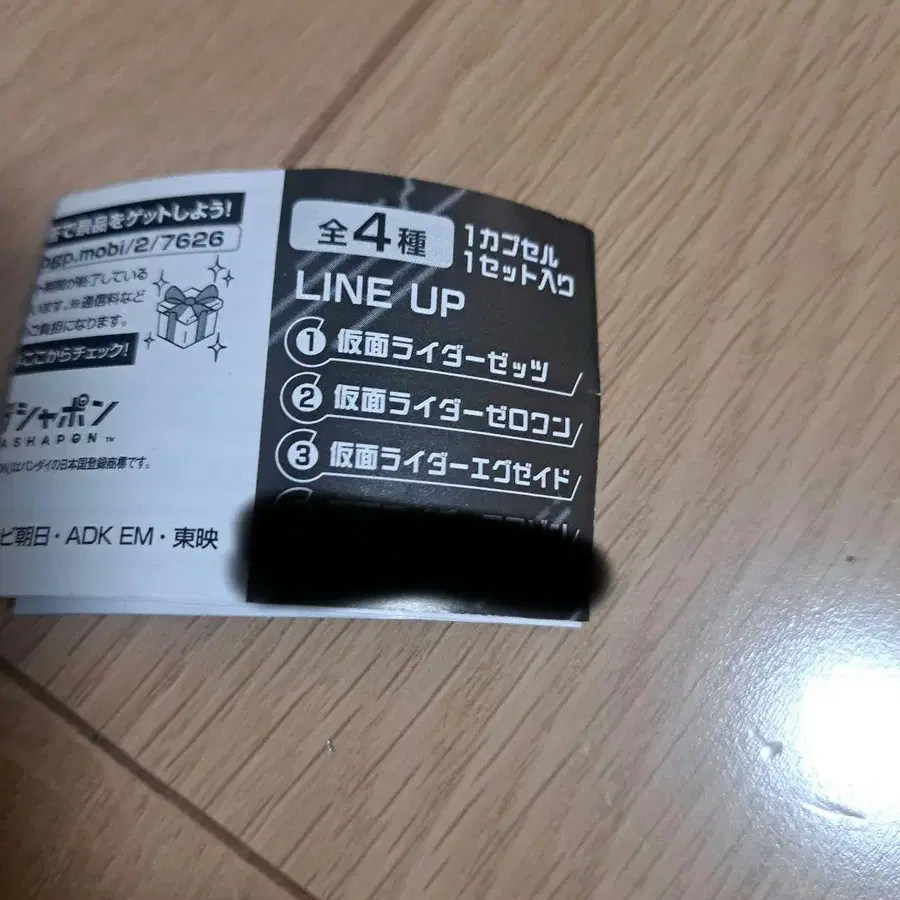 で景品をゲットしよう!
bgp.mobi/2/7626
期間が終了している
います。※通信料など
ご負担になります。
ここからチェック!
シャポン
ASHAPON™
はバンダイの日本国登録商標です。
ビ朝日・ADK EM・東映
全4種
1カプセル
1セット入り
LINE UP
1 仮面ライダーゼッツ
2 仮面ライダーゼロワン
3 仮面ライダーエグゼイド